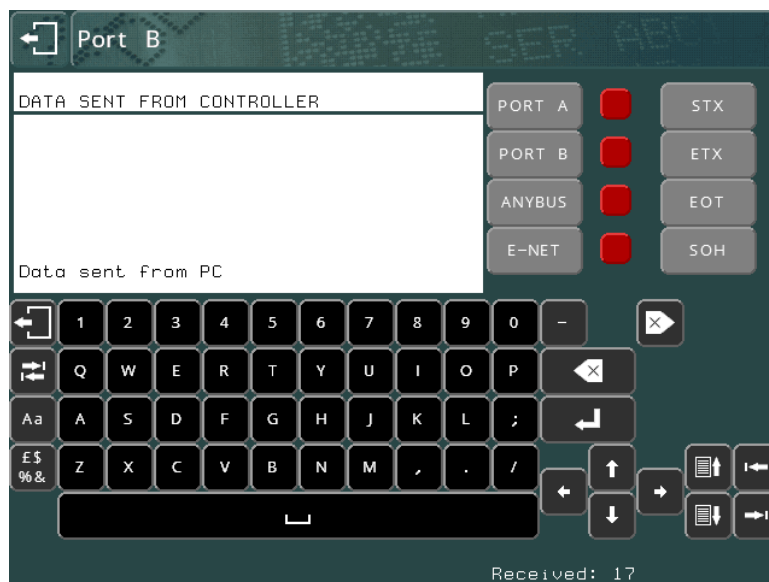 Port B
DATA SENT FROM CONTROLLER
Data sent from PC
PORT A STX
PORT B ETX
ANYBUS EOT
E-NET SOH
1 2 3 4 5 6 7 8 9 0 -
Q W E R T Y U I O P
Aa A S D F G H J K L ;
£$
%& Z X C V B N M , . /
Received: 17